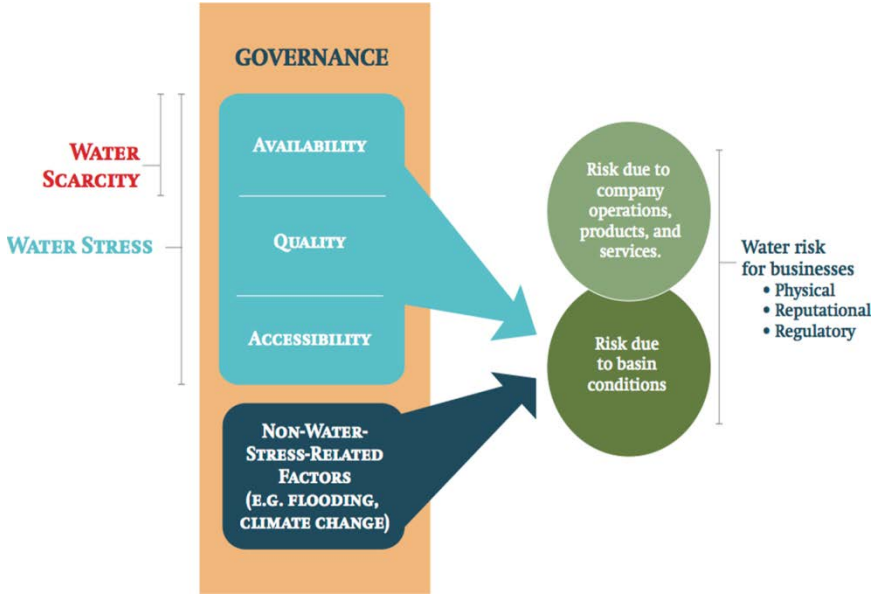 GOVERNANCE
WATER
SCARCITY
WATER STRESS
AVAILABILITY
QUALITY
ACCESSIBILITY
NON-WATER-
STRESS-RELATED
FACTORS
(E.G. FLOODING,
CLIMATE CHANGE)
Risk due to
company
operations,
products, and
services.
Risk due
to basin
conditions
Water risk
for businesses
• Physical
• Reputational
• Regulatory